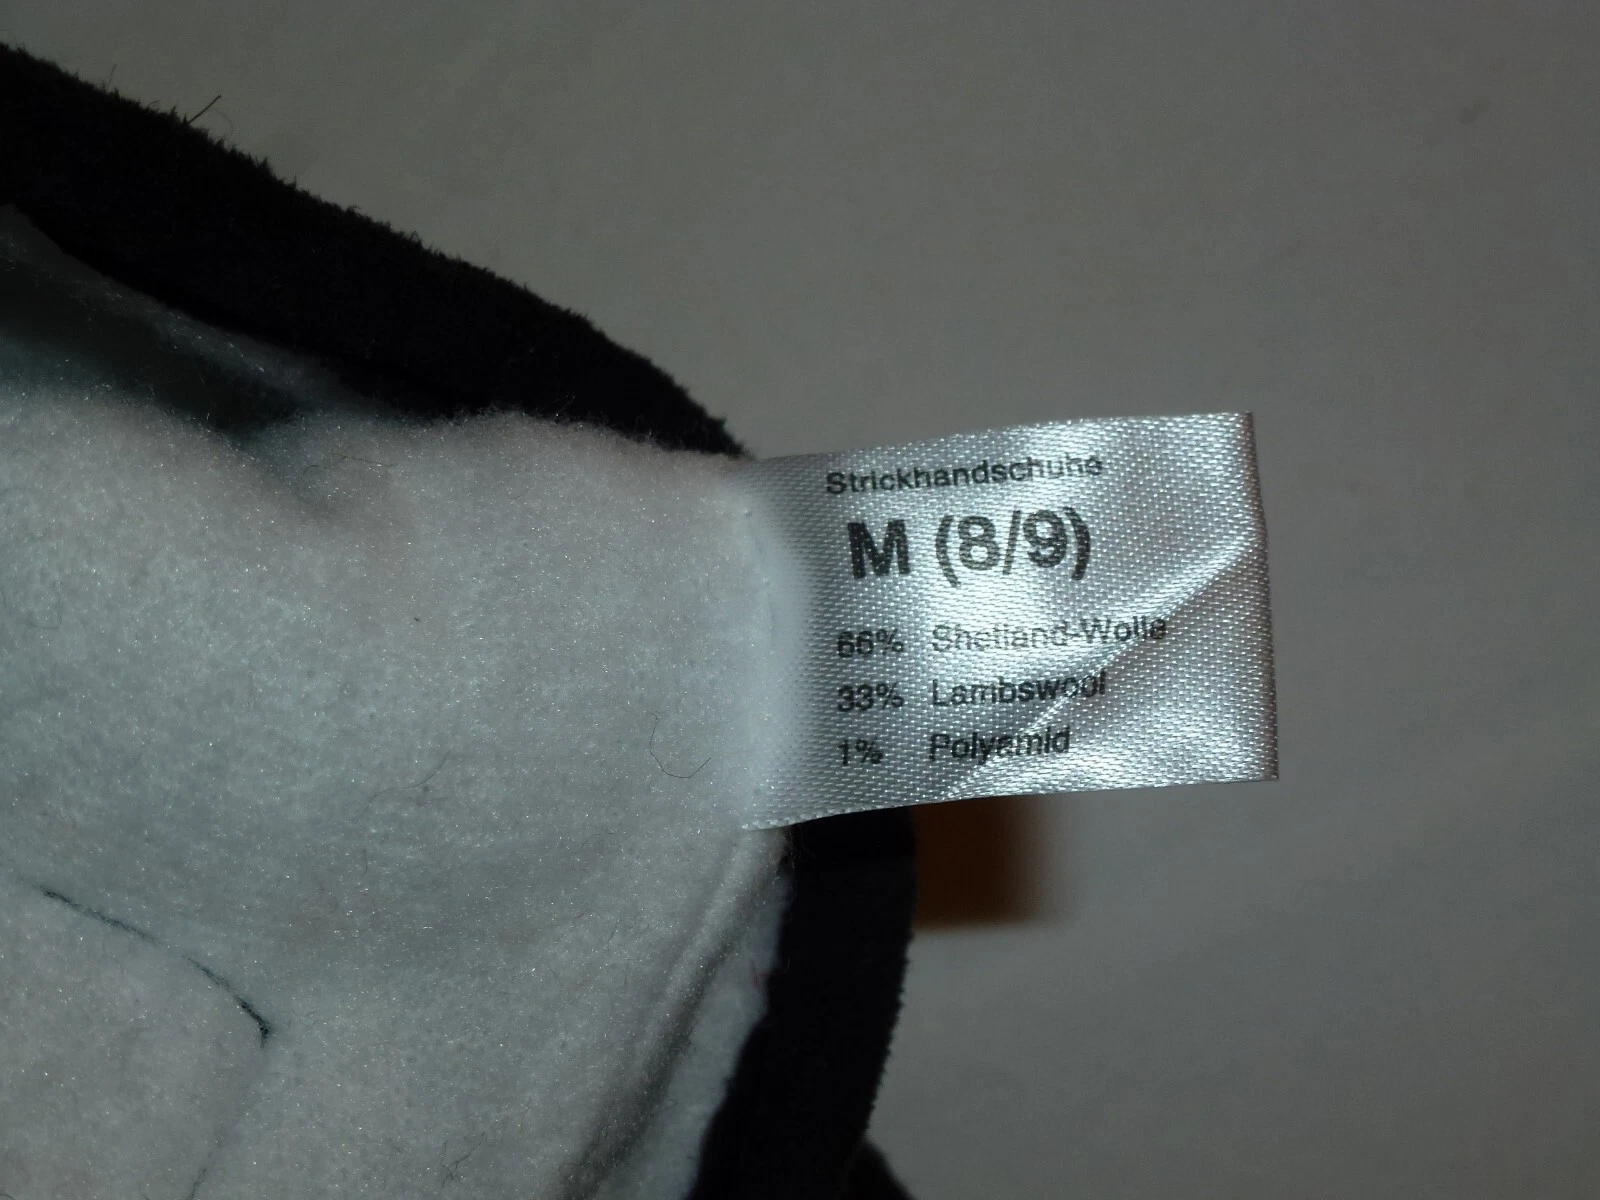 Strickhandschuhe
M (8/9)
66% Shetland-Wolle
33% Lambswool
1% Polyamid